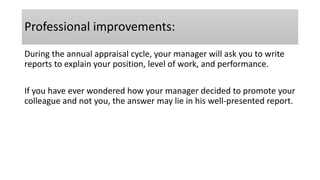 Professional improvements:
During the annual appraisal cycle, your manager will ask you to write
reports to explain your position, level of work, and performance.
If you have ever wondered how your manager decided to promote your
colleague and not you, the answer may lie in his well-presented report.